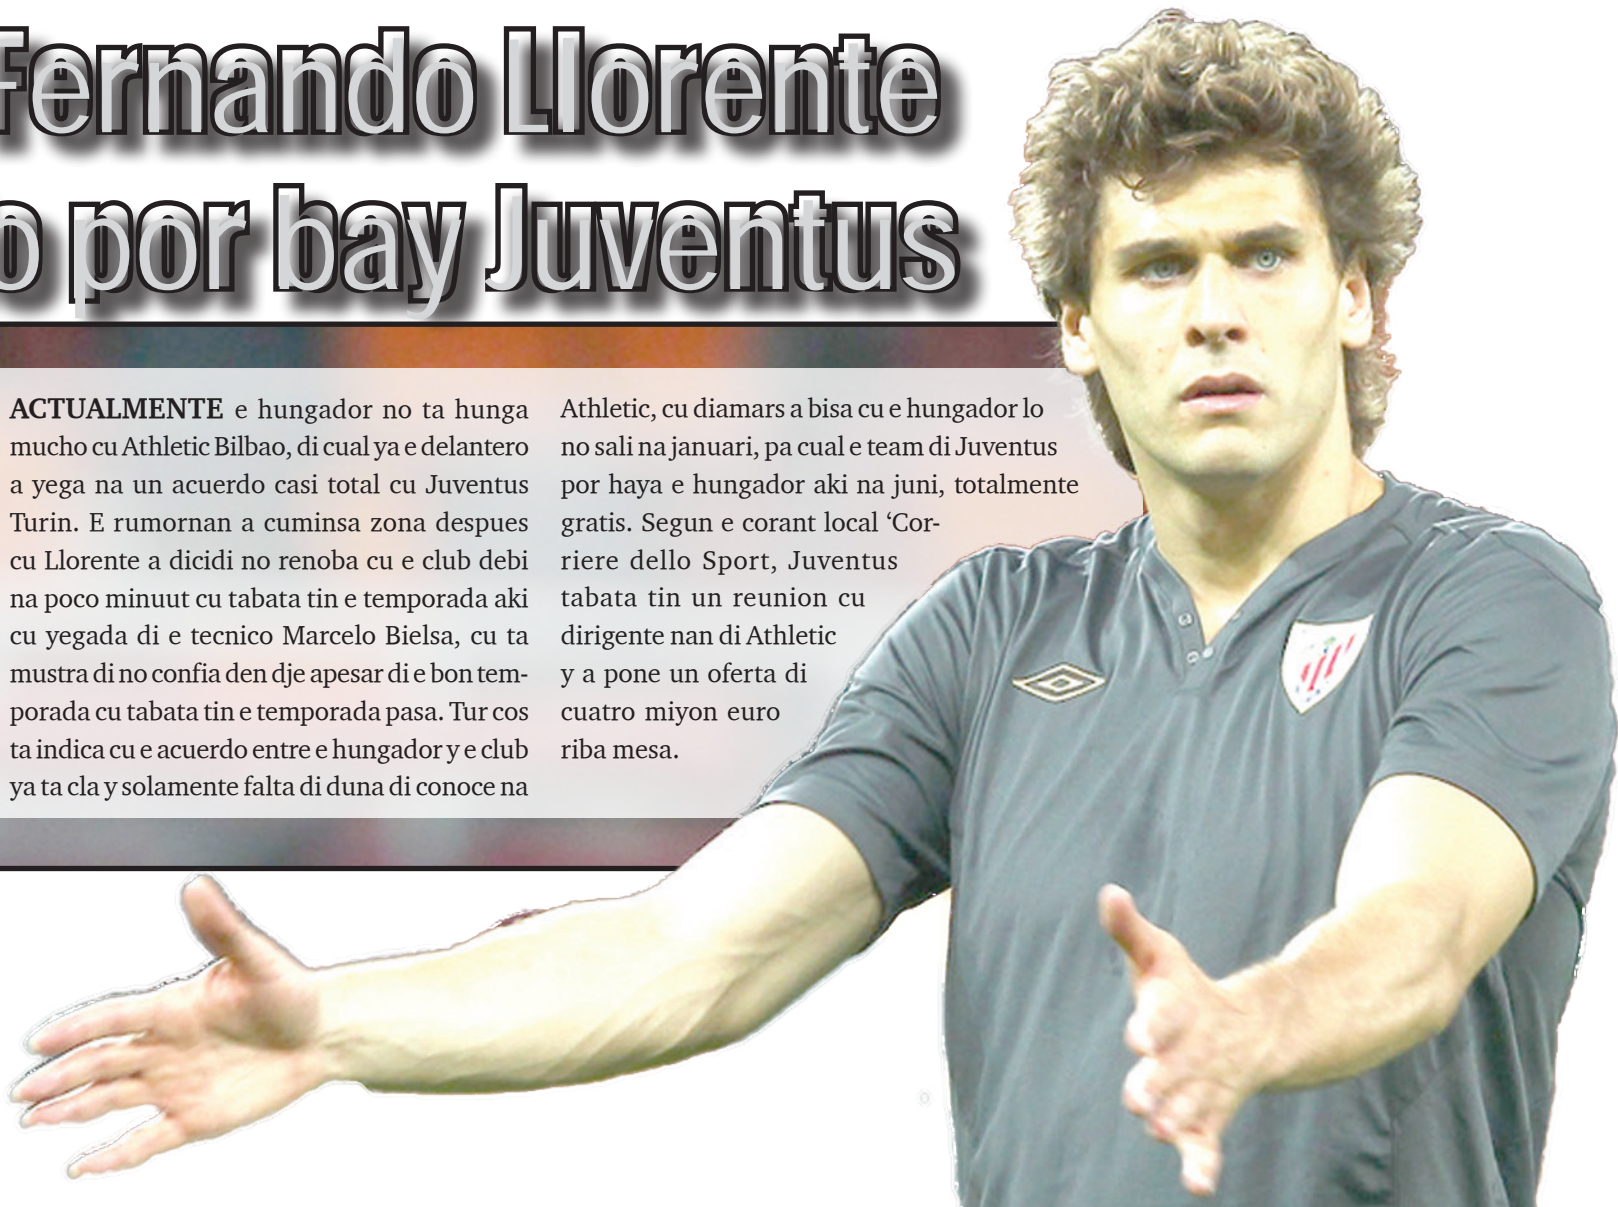 Fernando Llorente
o por bay Juventus
ACTUALMENTE e hungador no ta hunga
mucho cu Athletic Bilbao, di cual ya e delantero
a yega na un acuerdo casi total cu Juventus
Turin. E rumornan a cuminsa zona despues
cu Llorente a dicidi no renoba cu e club debi
na poco minuut cu tabata tin e temporada aki
cu yegada di e tecnico Marcelo Bielsa, cu ta
mustra di no confia den dje apesar di e bon tem-
porada cu tabata tin e temporada pasa. Tur cos
ta indica cu e acuerdo entre e hungador y e club
ya ta cla y solamente falta di duna di conoce na
Athletic, cu diamars a bisa cu e hungador lo
no sali na januari, pa cual e team di Juventus
por haya e hungador aki na juni, totalmente
gratis. Segun e corant local ‘Cor-
riere dello Sport, Juventus
tabata tin un reunion cu
dirigente nan di Athletic
y a pone un oferta di
cuatro miyon euro
riba mesa.